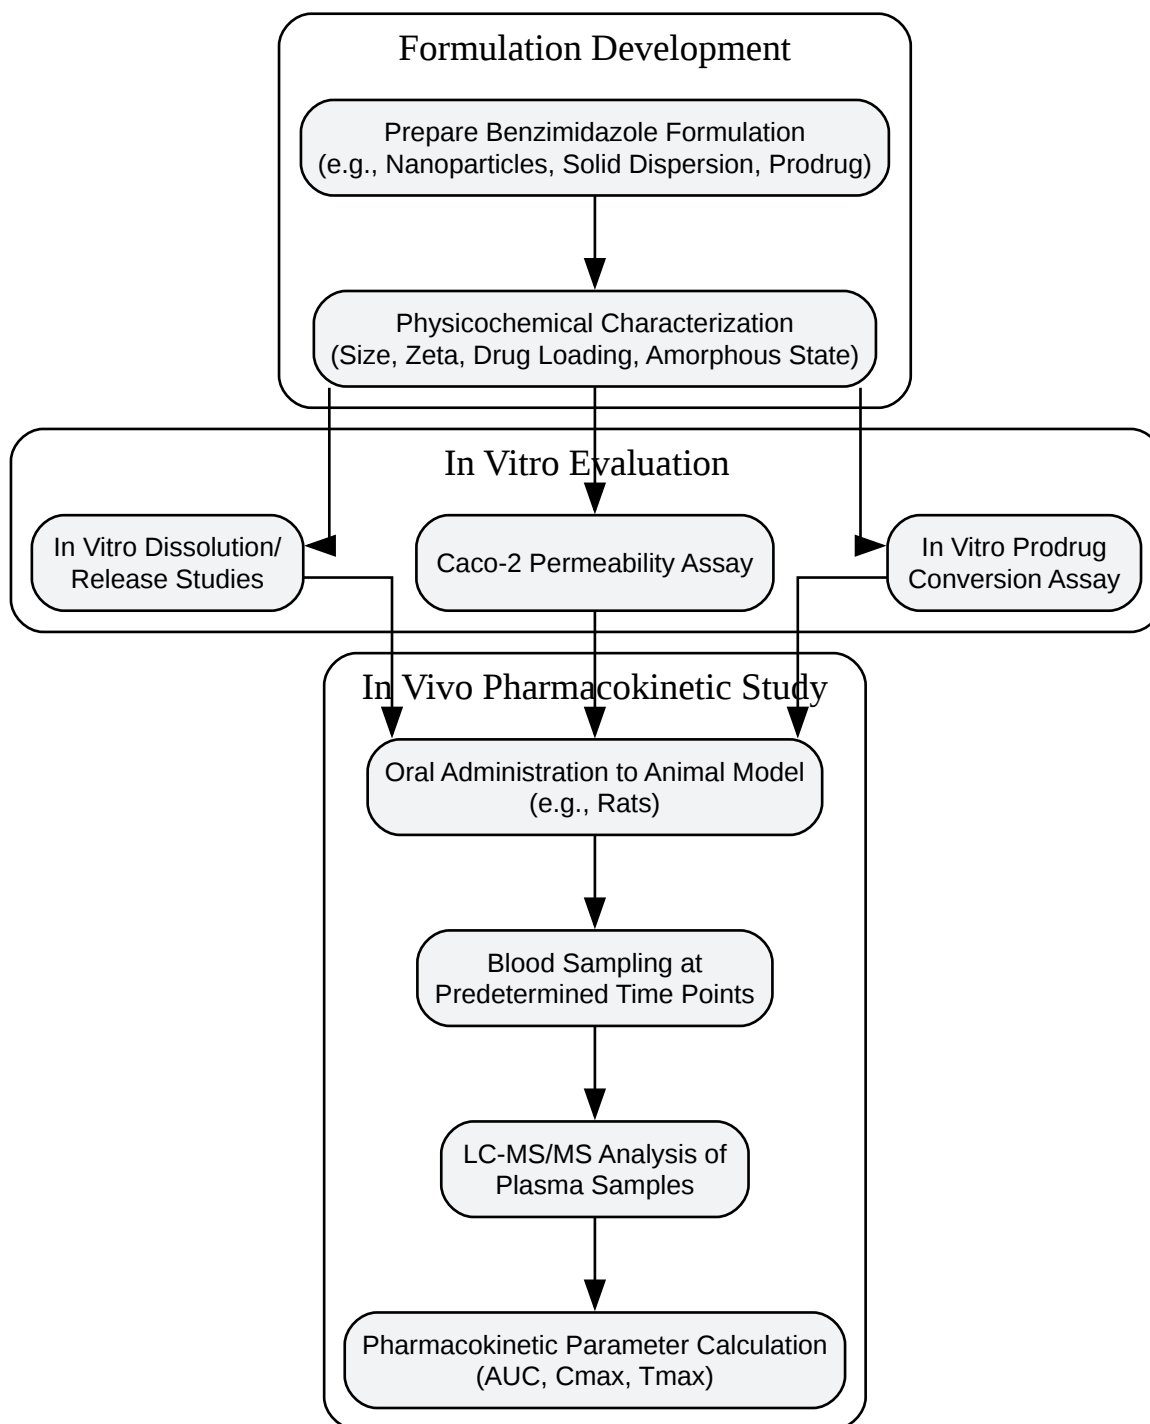 Formulation Development
Prepare Benzimidazole Formulation
(e.g., Nanoparticles, Solid Dispersion, Prodrug)
Physicochemical Characterization
(Size, Zeta, Drug Loading, Amorphous State)
In Vitro Evaluation
In Vitro Dissolution/
Release Studies
Caco-2 Permeability Assay
In Vitro Prodrug
Conversion Assay
In Vivo Pharmacokinetic Study
Oral Administration to Animal Model
(e.g., Rats)
Blood Sampling at
Predetermined Time Points
LC-MS/MS Analysis of
Plasma Samples
Pharmacokinetic Parameter Calculation
(AUC, Cmax, Tmax)